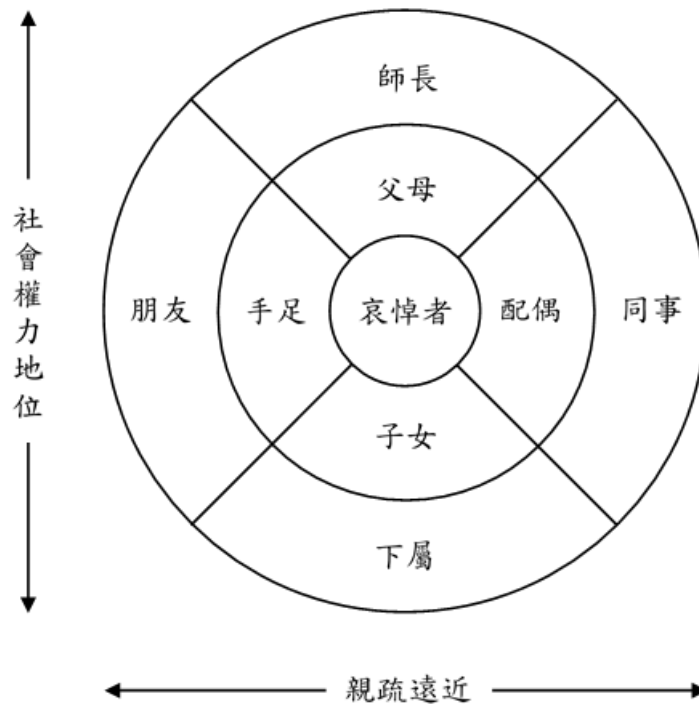 師長
父母
社會權力地位
朋友
手足
哀悼者
配偶
同事
子女
下屬
親疏遠近